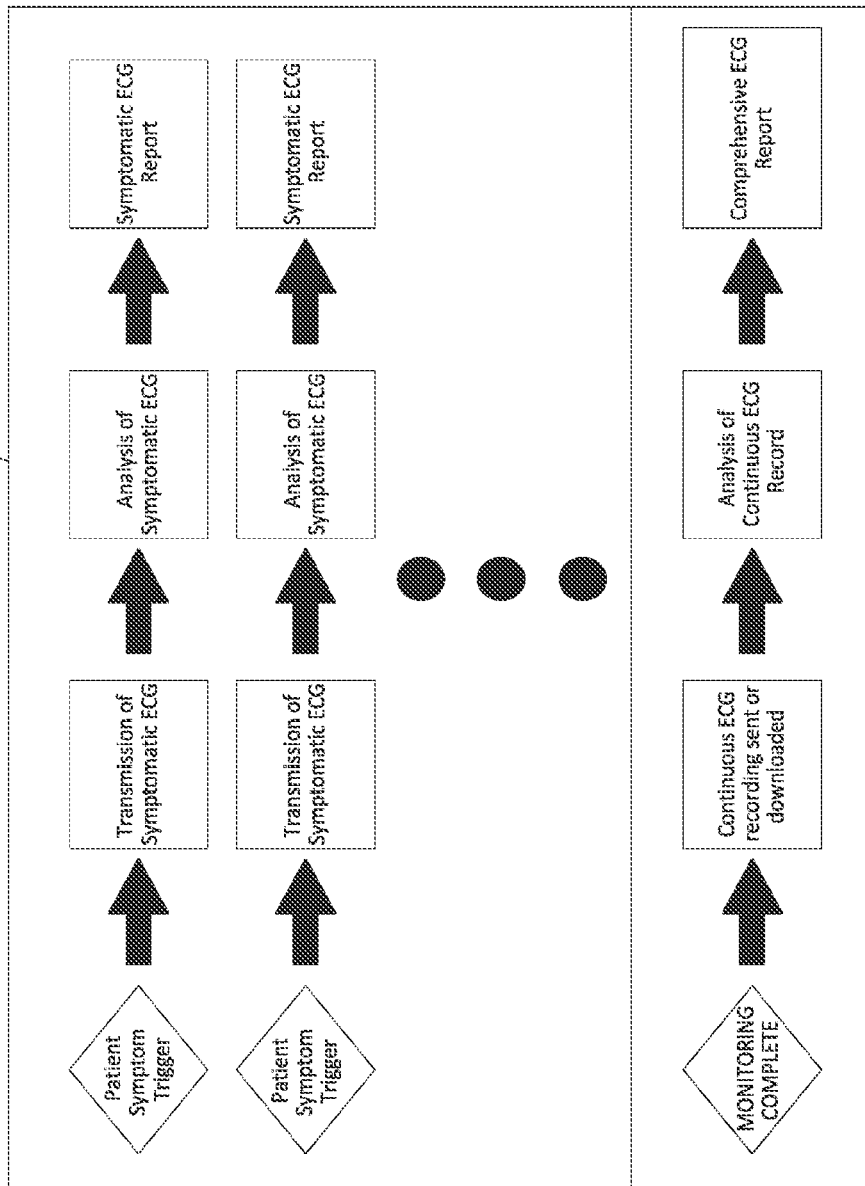 Patient
Symptom
Trigger
Transmission of
Symptomatic ECG
Analysis of
Symptomatic ECG
Symptomatic ECG
Report
Patient
Symptom
Trigger
Transmission of
Symptomatic ECG
Analysis of
Symptomatic ECG
Symptomatic ECG
Report
MONITORING
COMPLETE
Continuous ECG
recording sent or
downloaded
Analysis of
Continuous ECG
Record
Comprehensive ECG
Report